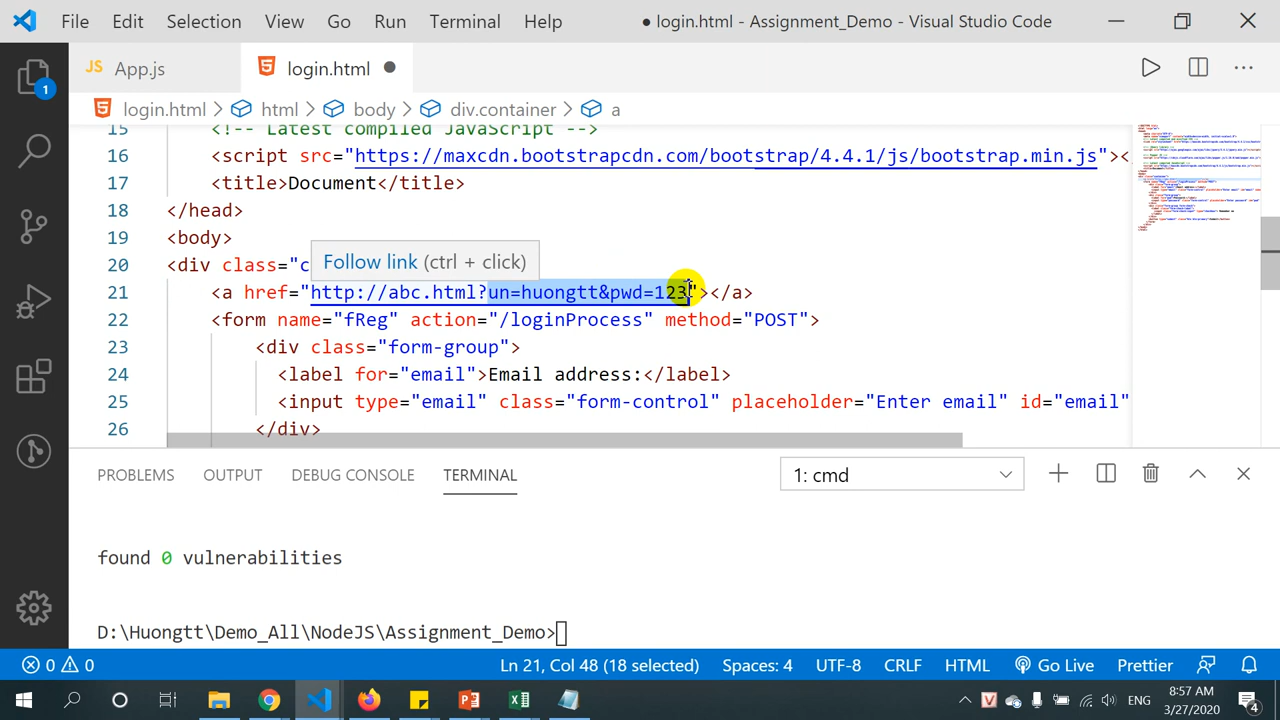 File Edit Selection View Go Run Terminal Help ● login.html - Assignment_Demo - Visual Studio Code
JS App.js login.html ●
login.html > html > body > div.container > a
1
15 <!-- Latest compiled JavaScript -->
16 <script src="https://maxcdn.bootstrapcdn.com/bootstrap/4.4.1/js/bootstrap.min.js"><
17 <title>Document</title>
18 </head>
19 <body>
20 <div class="c
Follow link (ctrl + click)
21 <a href="http://abc.html?un=huongtt&pwd=123"></a>
22 <form name="fReg" action="/loginProcess" method="POST">
23 <div class="form-group">
24 <label for="email">Email address:</label>
25 <input type="email" class="form-control" placeholder="Enter email" id="email"
26 </div>
PROBLEMS OUTPUT DEBUG CONSOLE TERMINAL 1: cmd
found 0 vulnerabilities
D:\Huongtt\Demo_All\NodeJS\Assignment_Demo>
0 0 Ln 21, Col 48 (18 selected) Spaces: 4 UTF-8 CRLF HTML Go Live Prettier
ENG 8:57 AM
3/27/2020 4